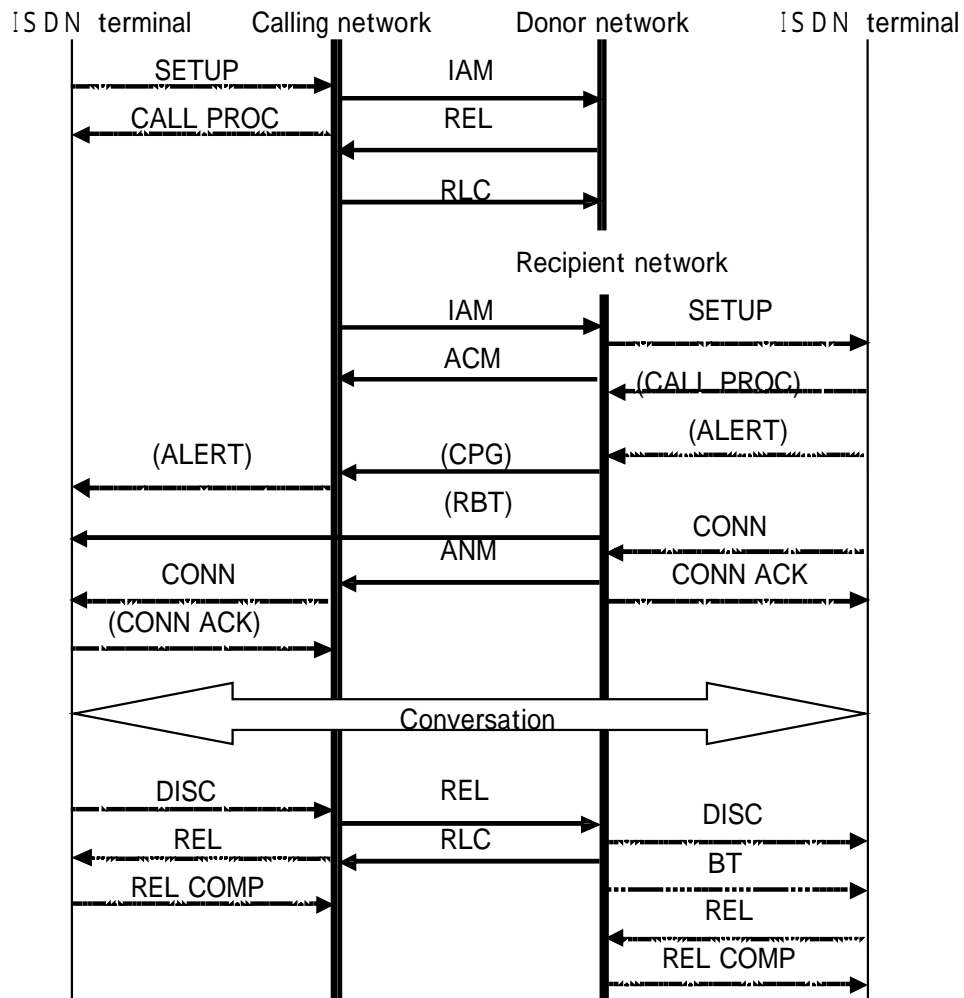 ISDN terminal Calling network Donor network ISDN terminal
SETUP IAM
CALL PROC REL
RLC
Recipient network
IAM SETUP
ACM
(CALL PROC)
(ALERT)
(ALERT) (CPG)
(RBT)
CONN
ANM
CONN CONN ACK
(CONN ACK)
Conversation
DISC REL
DISC
REL RLC
BT
REL COMP
REL
REL COMP